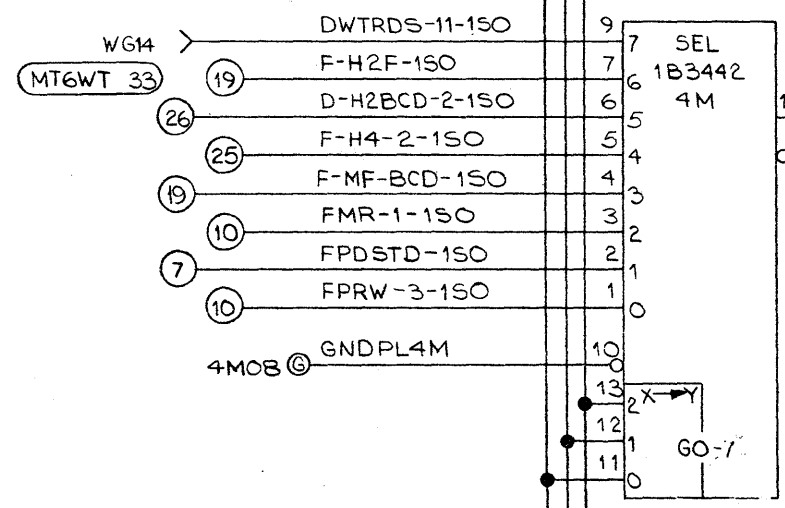 DWTRDS-11-1SO 9
WG14 7 SEL
F-H2F-1SO 7 1B3442
MT6WT 33 19 6
D-H2BCD-2-1SO 6 4M
26 5 1
F-H4-2-1SO 5
25 4
F-MF-BCD-1SO 4
19 3
FMR-1-1SO 3
10 2
FPDSTD-1SO 2
7 1
FPRW-3-1SO 1
10 0
GNDPL4M 10
4M08 G
13 X Y
2
12
1 GO-7
11
0